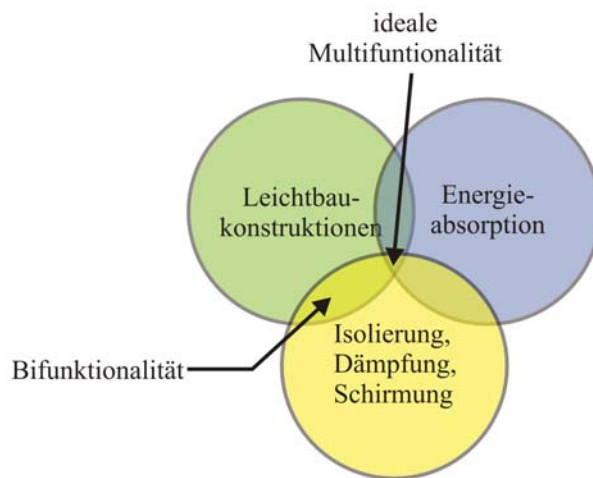 ideale
Multifuntionalität
Leichtbau-
konstruktionen
Energie-
absorption
Isolierung,
Dämpfung,
Schirmung
Bifunktionalität